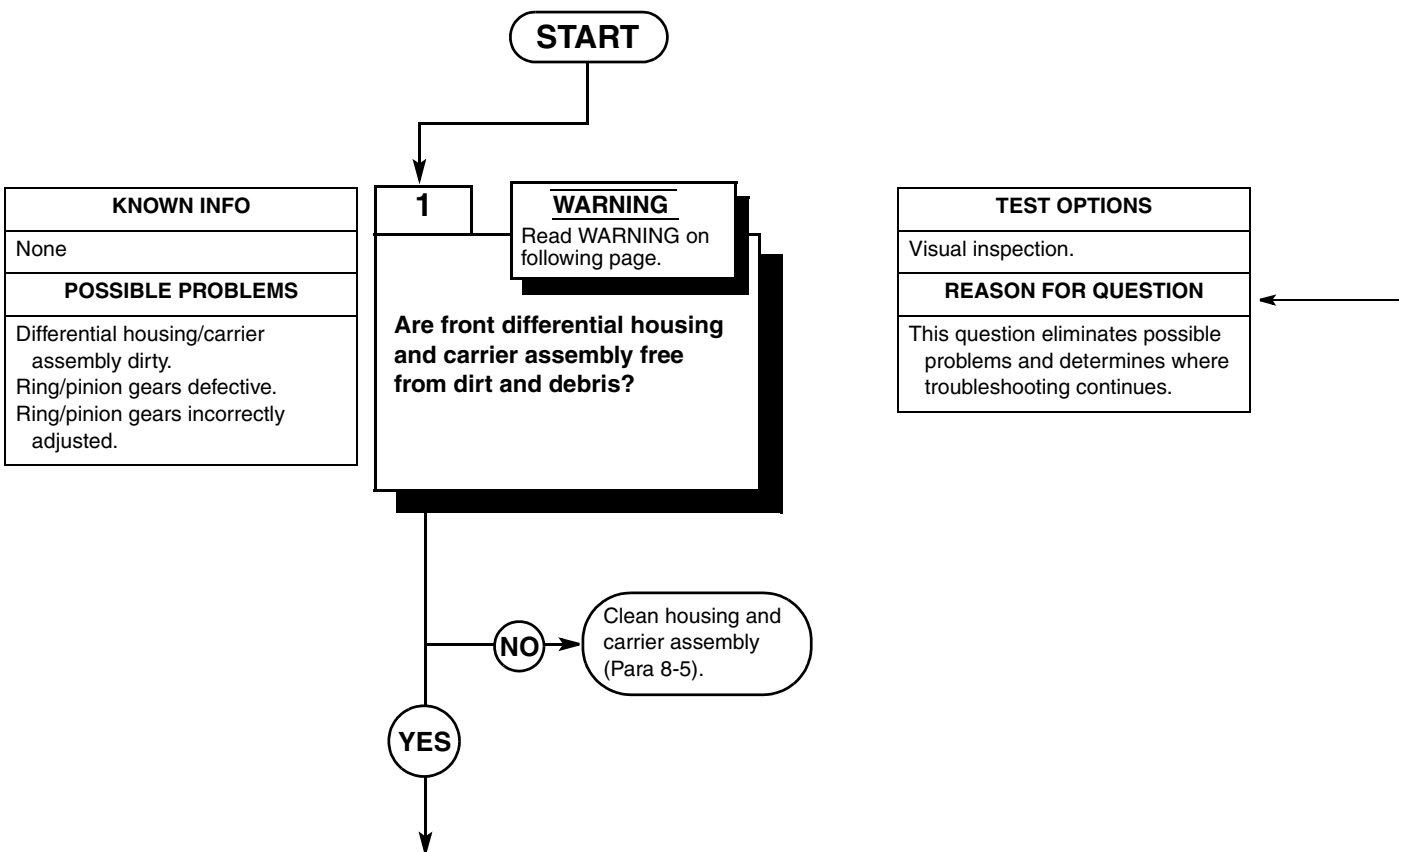 START
KNOWN INFO
None
POSSIBLE PROBLEMS
Differential housing/carrier
assembly dirty.
Ring/pinion gears defective.
Ring/pinion gears incorrectly
adjusted.
1
WARNING
Read WARNING on
following page.
Are front differential housing
and carrier assembly free
from dirt and debris?
TEST OPTIONS
Visual inspection.
REASON FOR QUESTION
This question eliminates possible
problems and determines where
troubleshooting continues.
NO
Clean housing and
carrier assembly
(Para 8-5).
YES